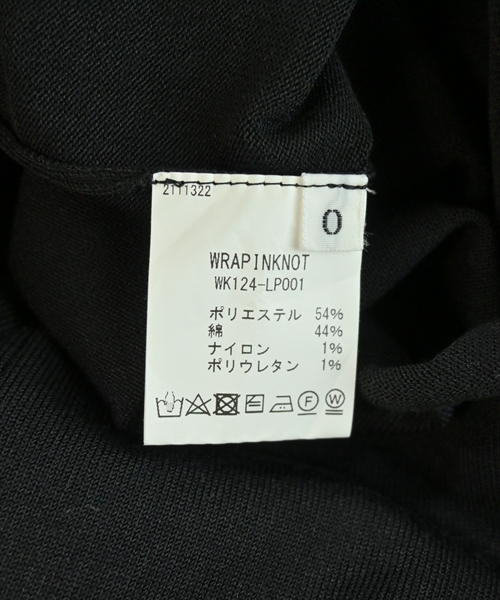 2111322
0
WRAPINKNOT
WK124-LP001
ポリエステル 54%
綿 44%
ナイロン 1%
ポリウレタン 1%
F W